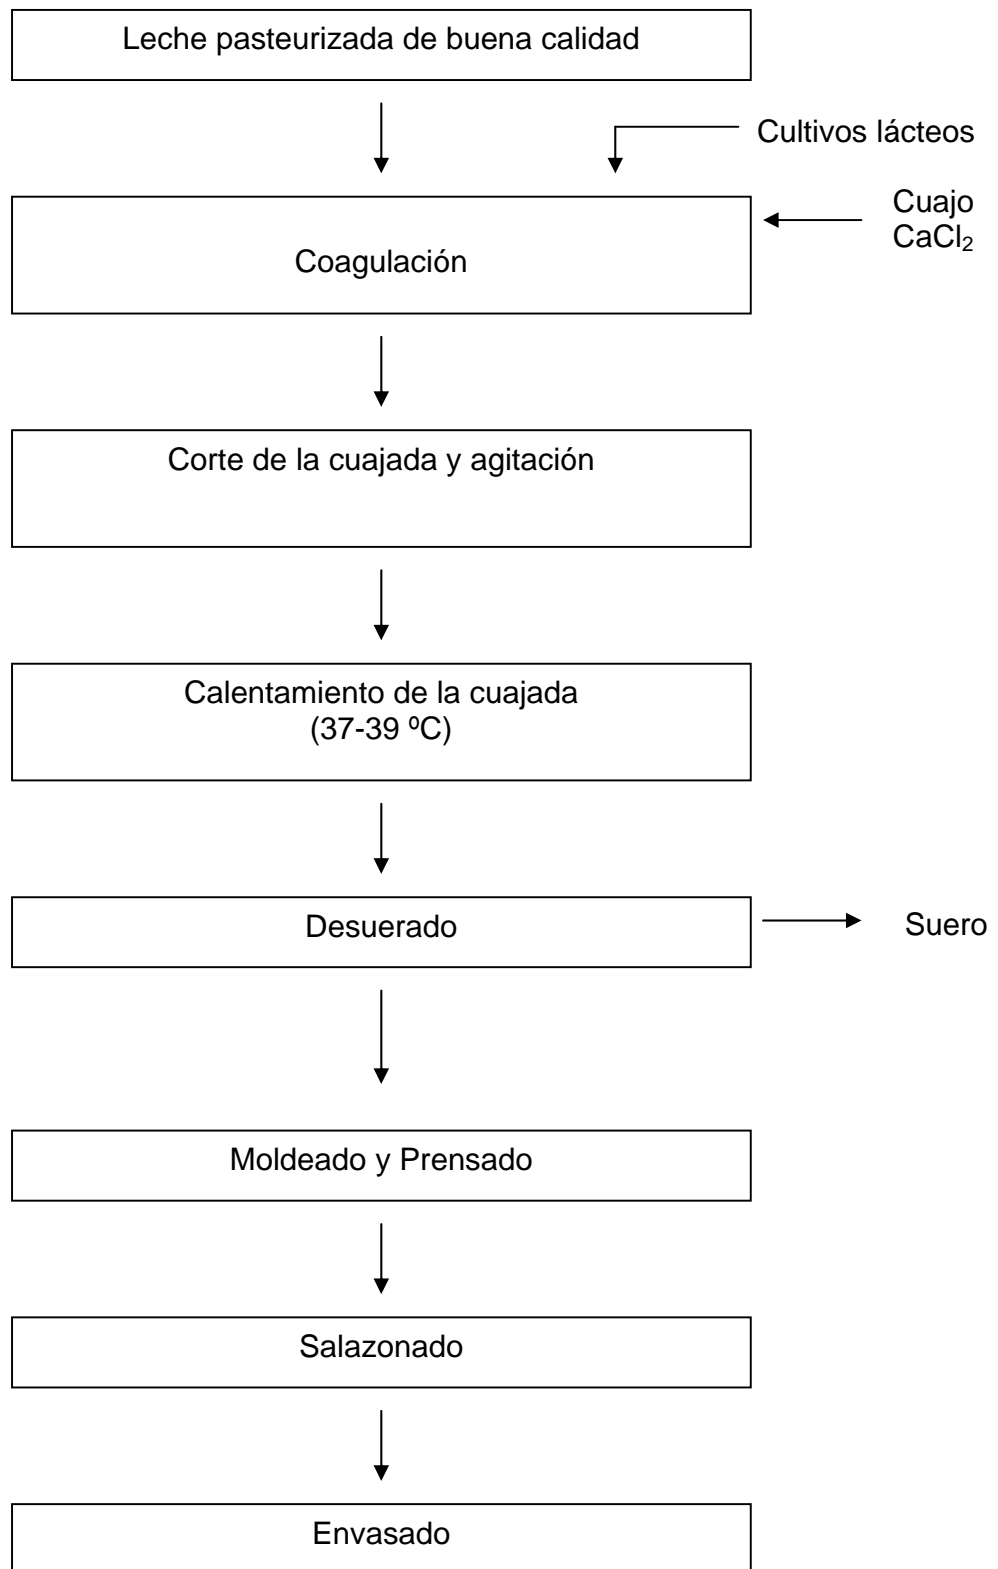 Leche pasteurizada de buena calidad
Cultivos lácteos
Cuajo
CaCl₂
Coagulación
Corte de la cuajada y agitación
Calentamiento de la cuajada
(37-39 ºC)
Desuerado
Suero
Moldeado y Prensado
Salazonado
Envasado